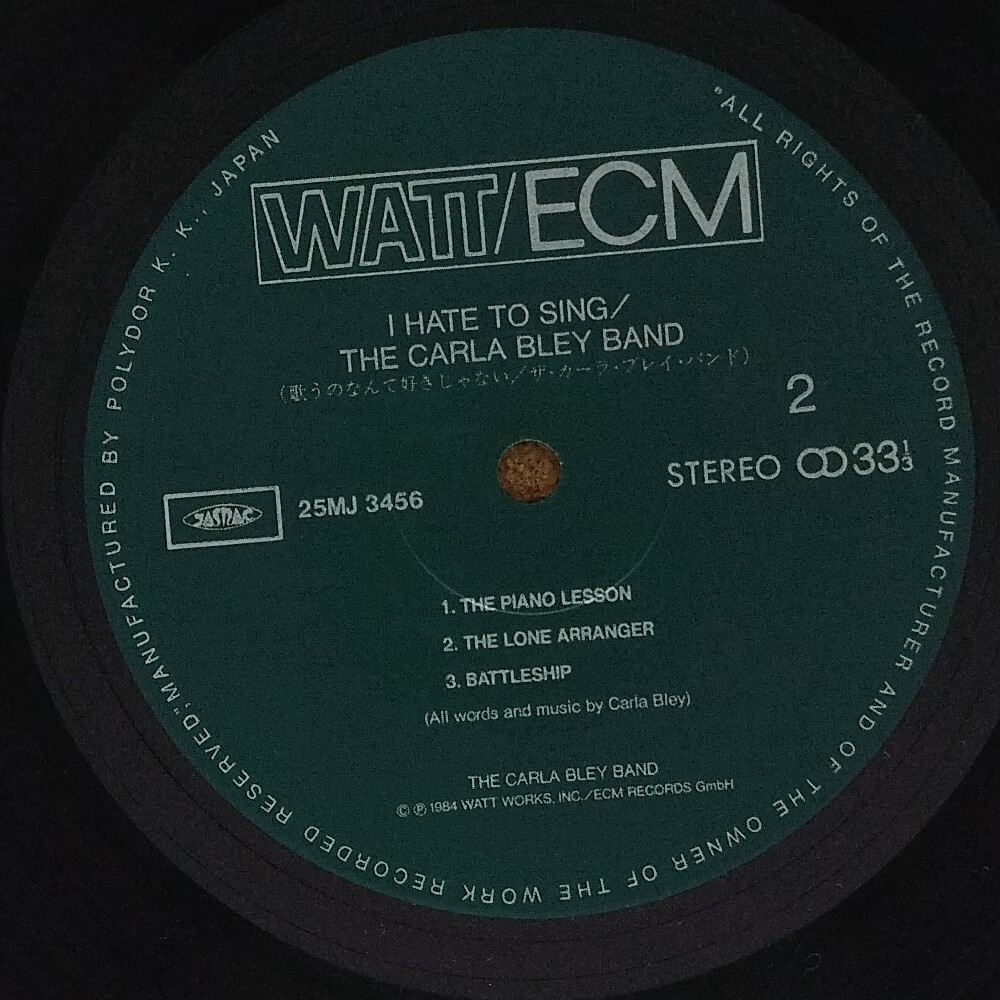 WATT/ECM
I HATE TO SING/
THE CARLA BLEY BAND
(歌うのなんて好きじゃない/ザ・カーラ・ブレイ・バンド)
2
STEREO 33 1/3
JASRAC
25MJ 3456
1. THE PIANO LESSON
2. THE LONE ARRANGER
3. BATTLESHIP
(All words and music by Carla Bley)
THE CARLA BLEY BAND
© ℗ 1984 WATT WORKS, INC./ECM RECORDS GmbH
"ALL RIGHTS OF THE RECORD MANUFACTURER AND OF THE OWNER OF THE WORK RECORDED RESERVED," MANUFACTURED BY POLYDOR K. K., JAPAN